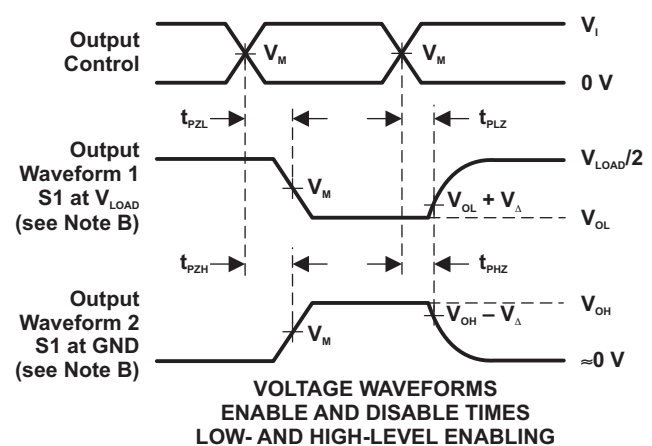 Output
Control
V_M
V_M
V_I
0 V
t_PZL
t_PLZ
Output
Waveform 1
S1 at V_LOAD
(see Note B)
V_M
V_LOAD/2
V_OL + V_Δ
V_OL
t_PZH
t_PHZ
Output
Waveform 2
S1 at GND
(see Note B)
V_M
V_OH
V_OH – V_Δ
≈0 V
VOLTAGE WAVEFORMS
ENABLE AND DISABLE TIMES
LOW- AND HIGH-LEVEL ENABLING